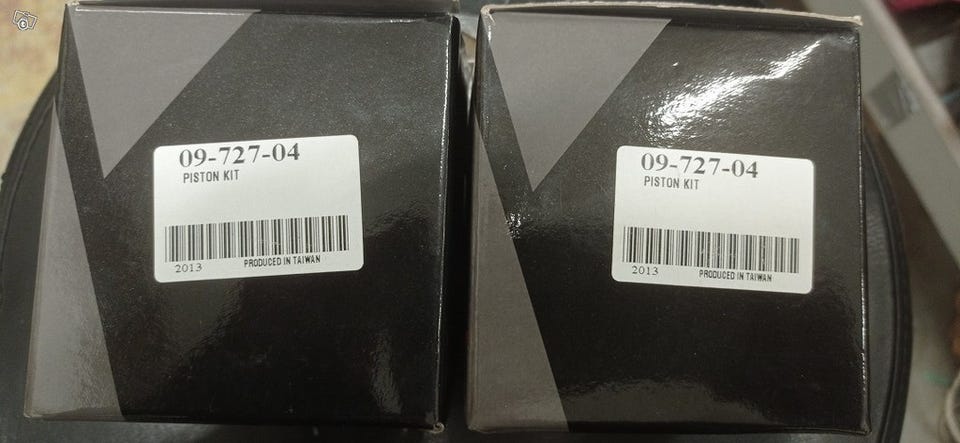 09-727-04
PISTON KIT
2013 PRODUCED IN TAIWAN
09-727-04
PISTON KIT
2013 PRODUCED IN TAIWAN